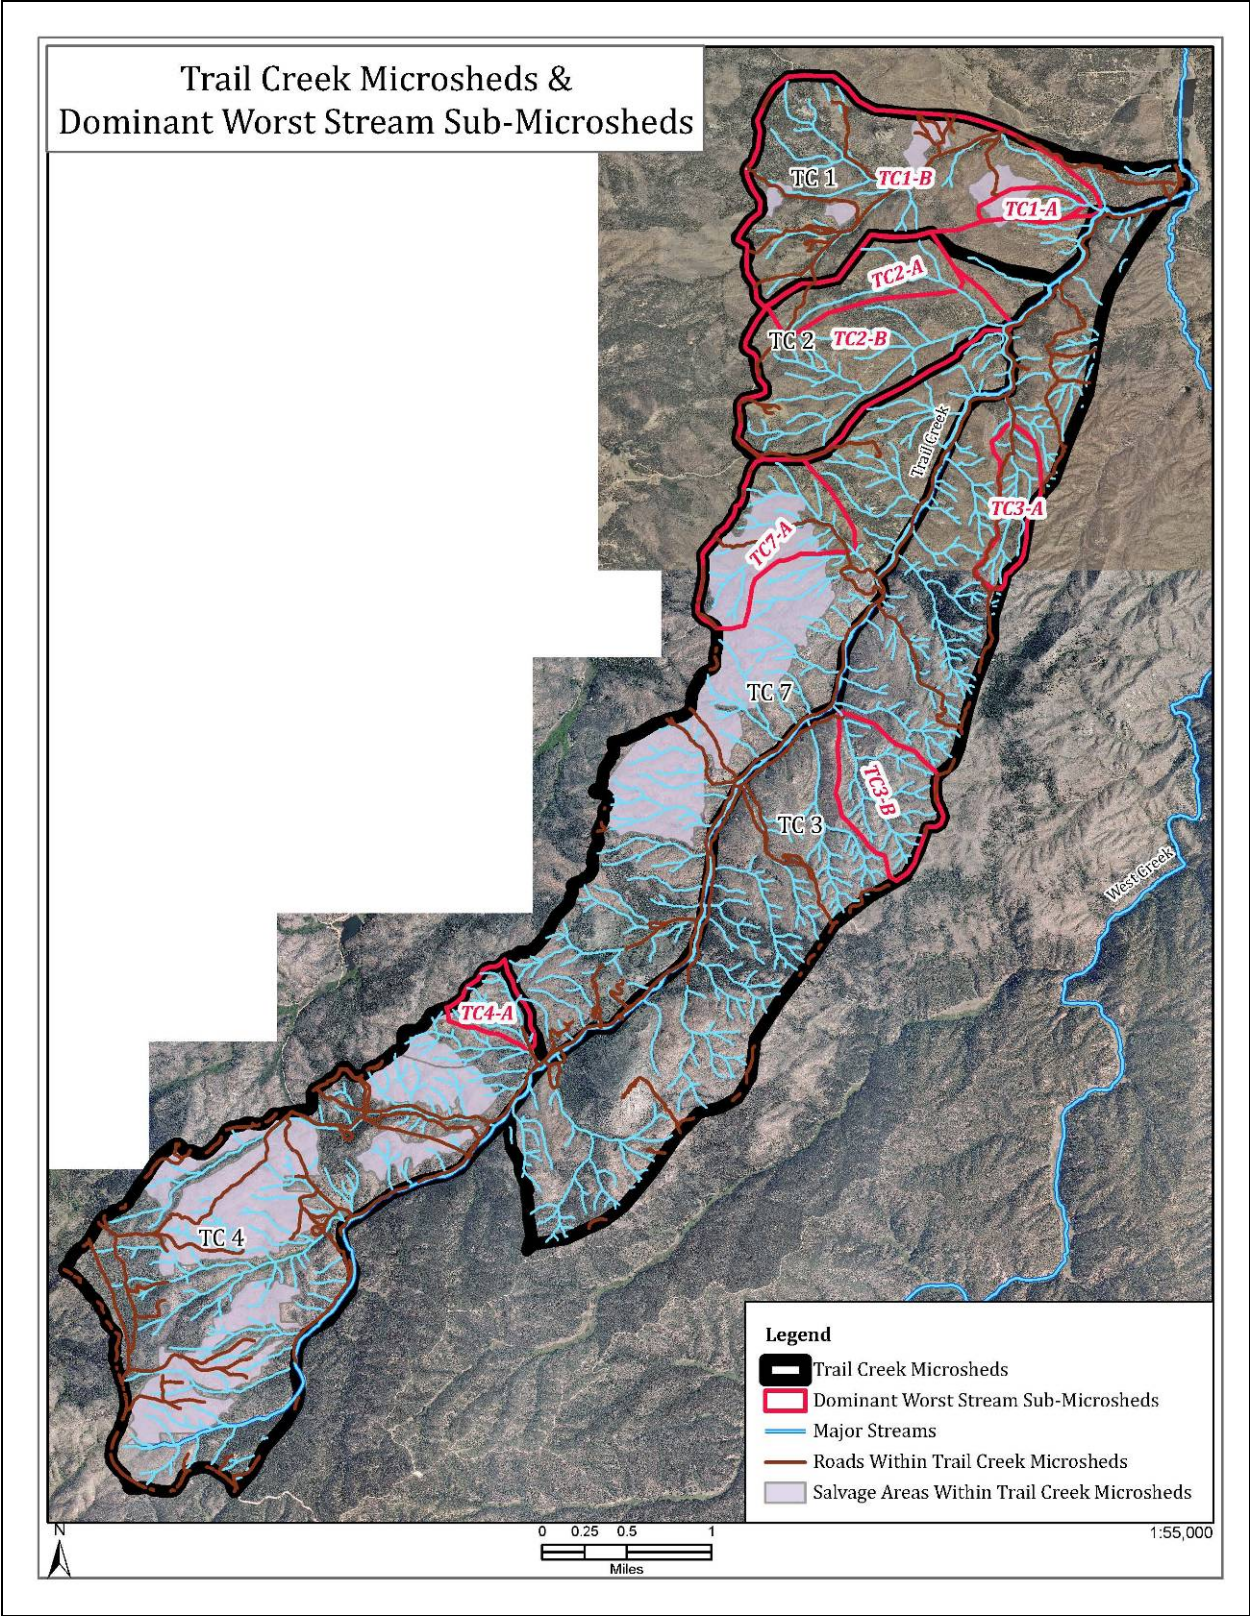 Trail Creek Microsheds &
Dominant Worst Stream Sub-Microsheds
TC 1
TC1-B
TC1-A
TC2-A
TC 2
TC2-B
Trail Creek
TC3-A
TC7-A
TC 7
TC3-B
TC 3
West Creek
TC4-A
TC 4
Legend
Trail Creek Microsheds
Dominant Worst Stream Sub-Microsheds
Major Streams
Roads Within Trail Creek Microsheds
Salvage Areas Within Trail Creek Microsheds
N
0 0.25 0.5 1
Miles
1:55,000